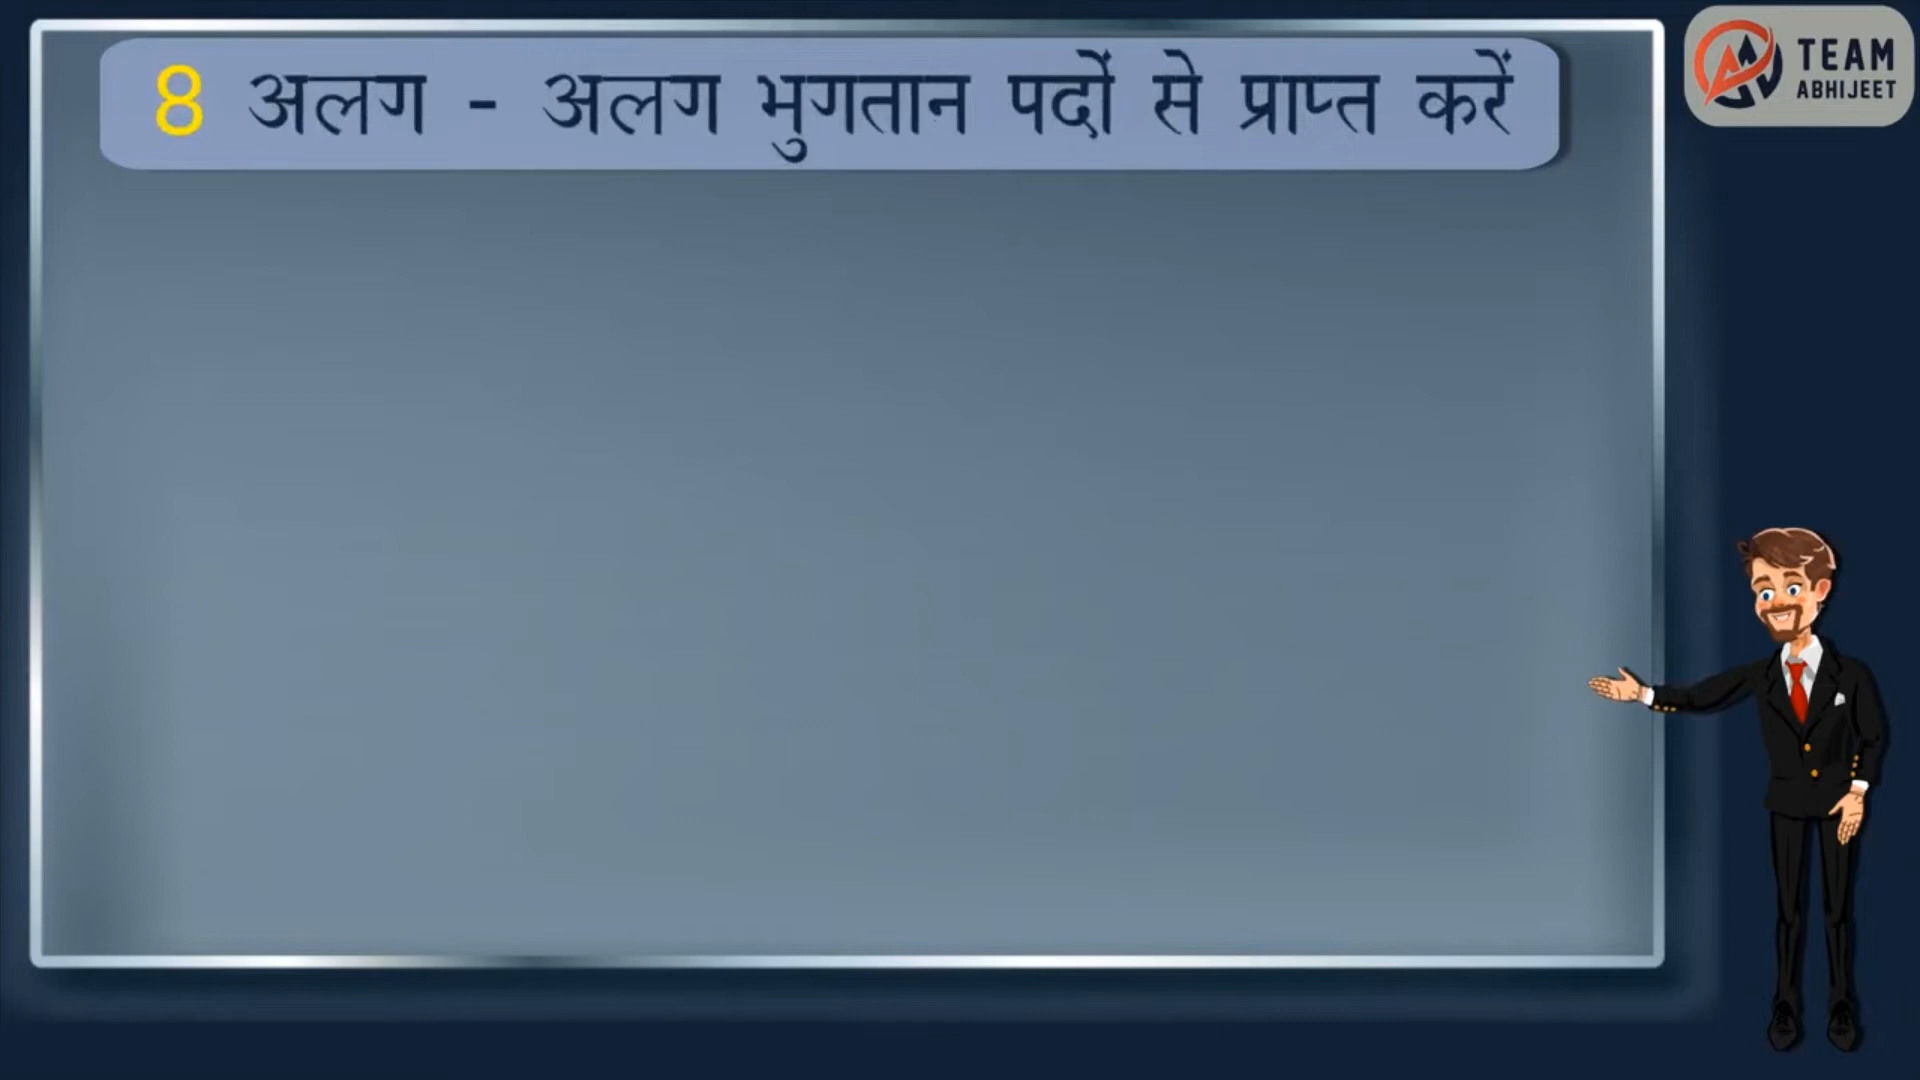 8 अलग - अलग भुगतान पदों से प्राप्त करें
TEAM
ABHIJEET